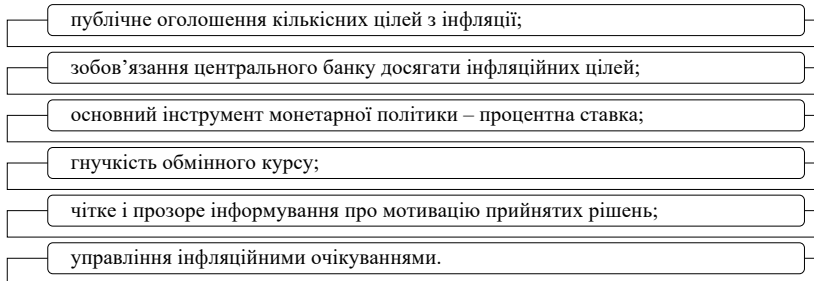 публічне оголошення кількісних цілей з інфляції;
зобов’язання центрального банку досягати інфляційних цілей;
основний інструмент монетарної політики – процентна ставка;
гнучкість обмінного курсу;
чітке і прозоре інформування про мотивацію прийнятих рішень;
управління інфляційними очікуваннями.